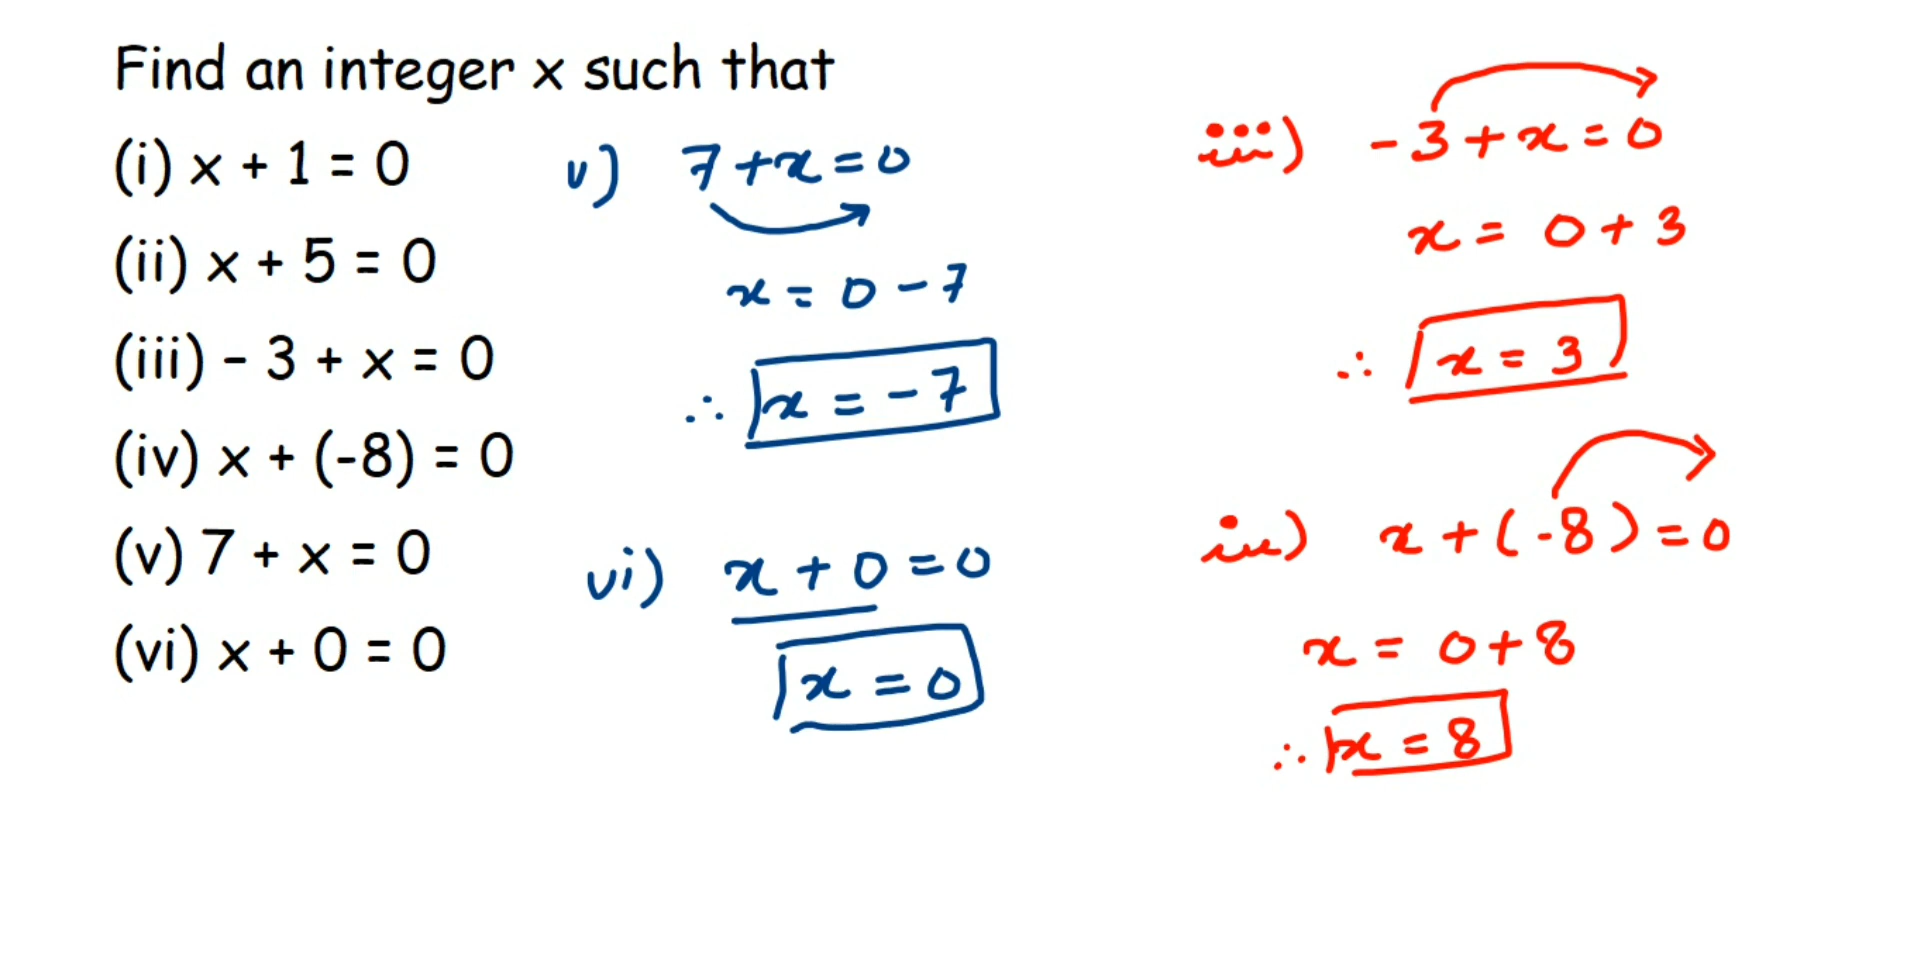 Find an integer x such that
(i) x + 1 = 0
(ii) x + 5 = 0
(iii) - 3 + x = 0
(iv) x + (-8) = 0
(v) 7 + x = 0
(vi) x + 0 = 0
v) 7 + x = 0
x = 0 - 7
∴ x = - 7
vi) x + 0 = 0
x = 0
iii) - 3 + x = 0
x = 0 + 3
∴ x = 3
iv) x + (-8) = 0
x = 0 + 8
∴ x = 8